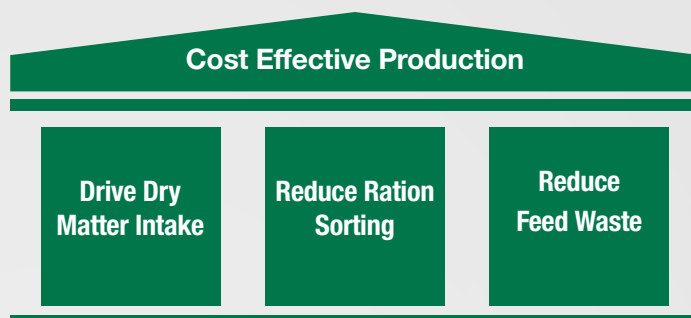 Cost Effective Production
Drive Dry
Matter Intake
Reduce Ration
Sorting
Reduce
Feed Waste